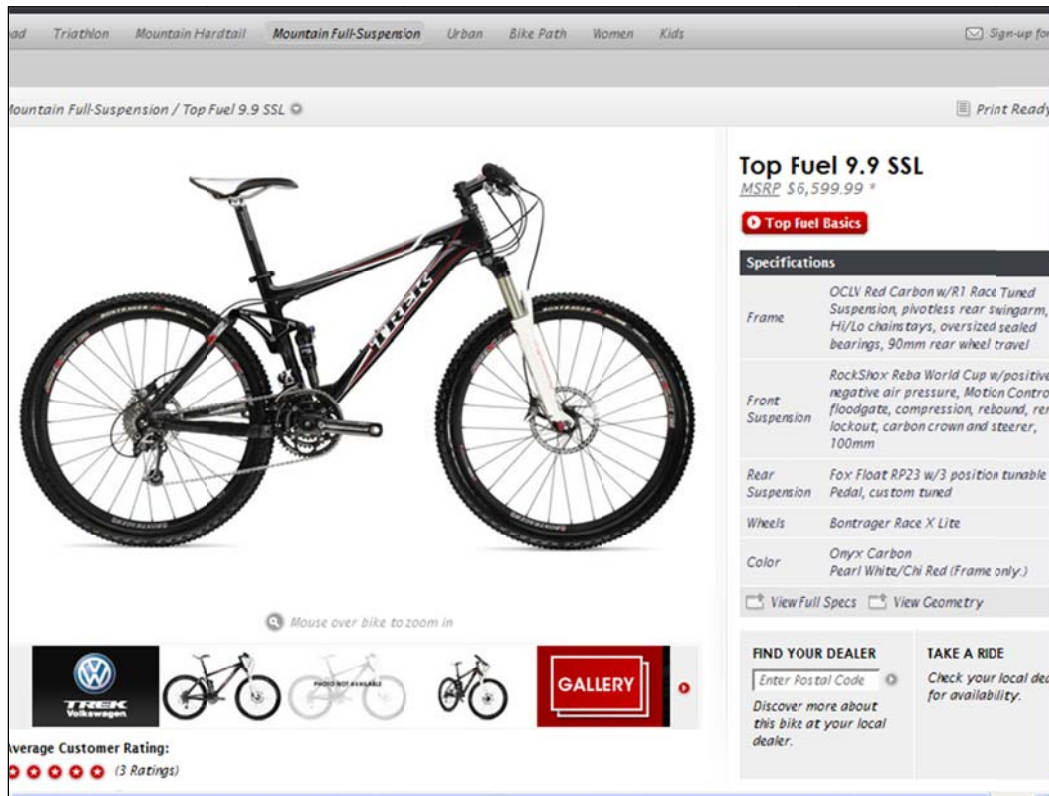 ad Triathlon Mountain Hardtail Mountain Full-Suspension Urban Bike Path Women Kids Sign-up for
Mountain Full-Suspension / Top Fuel 9.9 SSL Print Ready
Top Fuel 9.9 SSL
MSRP $6,599.99 *
Top Fuel Basics
Specifications
Frame
OCLV Red Carbon w/R1 Race Tuned
Suspension, pivotless rear swingarm,
Hi/Lo chainstays, oversized sealed
bearings, 90mm rear wheel travel
Front
Suspension
RockShox Reba World Cup w/positive
negative air pressure, Motion Contro
floodgate, compression, rebound, rem
lockout, carbon crown and steerer,
100mm
Rear
Suspension
Fox Float RP23 w/3 position tunable
Pedal, custom tuned
Wheels
Bontrager Race X Lite
Color
Onyx Carbon
Pearl White/Chi Red (Frame only.)
View Full Specs View Geometry
TREK
Mouse over bike to zoom in
TREK
Volkswagen
PHOTO NOT AVAILABLE
GALLERY
Average Customer Rating:
(3 Ratings)
FIND YOUR DEALER
Enter Postal Code
Discover more about
this bike at your local
dealer.
TAKE A RIDE
Check your local dea
for availability.